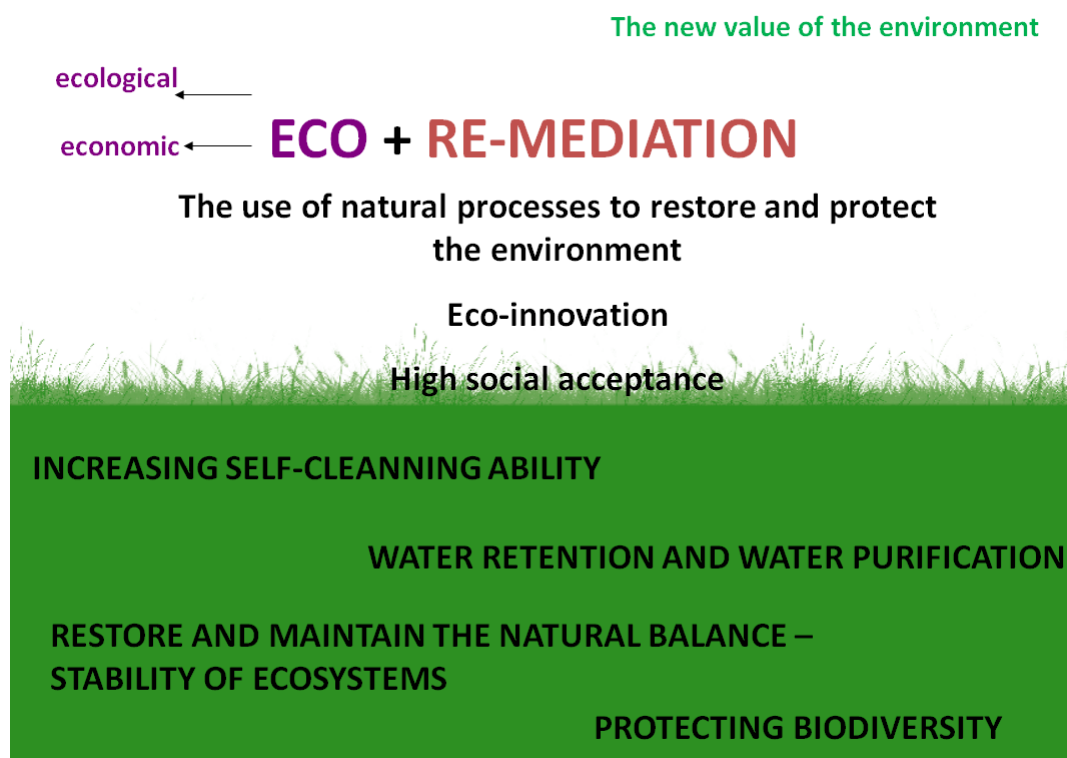 The new value of the environment
ecological
economic
ECO + RE-MEDIATION
The use of natural processes to restore and protect
the environment
Eco-innovation
High social acceptance
INCREASING SELF-CLEANNING ABILITY
WATER RETENTION AND WATER PURIFICATION
RESTORE AND MAINTAIN THE NATURAL BALANCE –
STABILITY OF ECOSYSTEMS
PROTECTING BIODIVERSITY